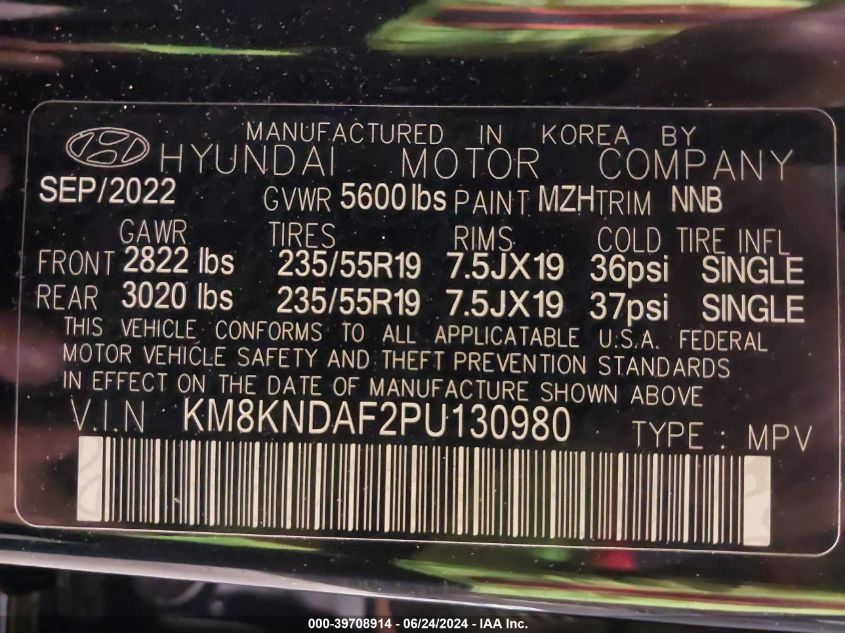 MANUFACTURED IN KOREA BY
HYUNDAI MOTOR COMPANY
SEP/2022 GVWR 5600lbs PAINT MZH TRIM NNB
GAWR TIRES RIMS COLD TIRE INFL
FRONT 2822 lbs 235/55R19 7.5JX19 36psi SINGLE
REAR 3020 lbs 235/55R19 7.5JX19 37psi SINGLE
THIS VEHICLE CONFORMS TO ALL APPLICATABLE U.S.A. FEDERAL
MOTOR VEHICLE SAFETY AND THEFT PREVENTION STANDARDS
IN EFFECT ON THE DATE OF MANUFACTURE SHOWN ABOVE
V.I.N KM8KNDAF2PU130980 TYPE : MPV
000-39708914 - 06/24/2024 - IAA Inc.